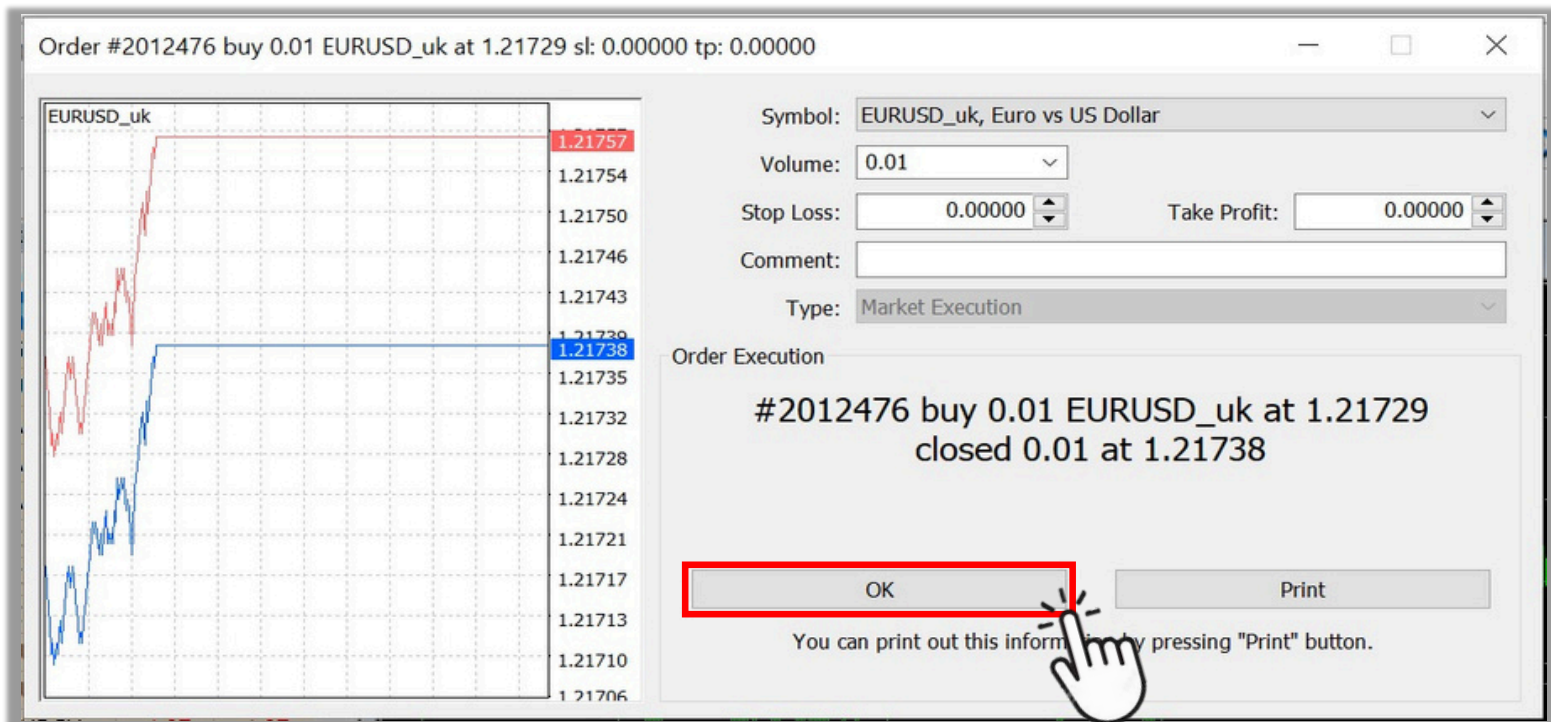 Order #2012476 buy 0.01 EURUSD_uk at 1.21729 sl: 0.00000 tp: 0.00000
EURUSD_uk
1.21757
1.21754
1.21750
1.21746
1.21743
1.21739
1.21738
1.21735
1.21732
1.21728
1.21724
1.21721
1.21717
1.21713
1.21710
1.21706
Symbol: EURUSD_uk, Euro vs US Dollar
Volume: 0.01
Stop Loss: 0.00000 Take Profit: 0.00000
Comment:
Type: Market Execution
Order Execution
#2012476 buy 0.01 EURUSD_uk at 1.21729
closed 0.01 at 1.21738
OK Print
You can print out this information by pressing "Print" button.